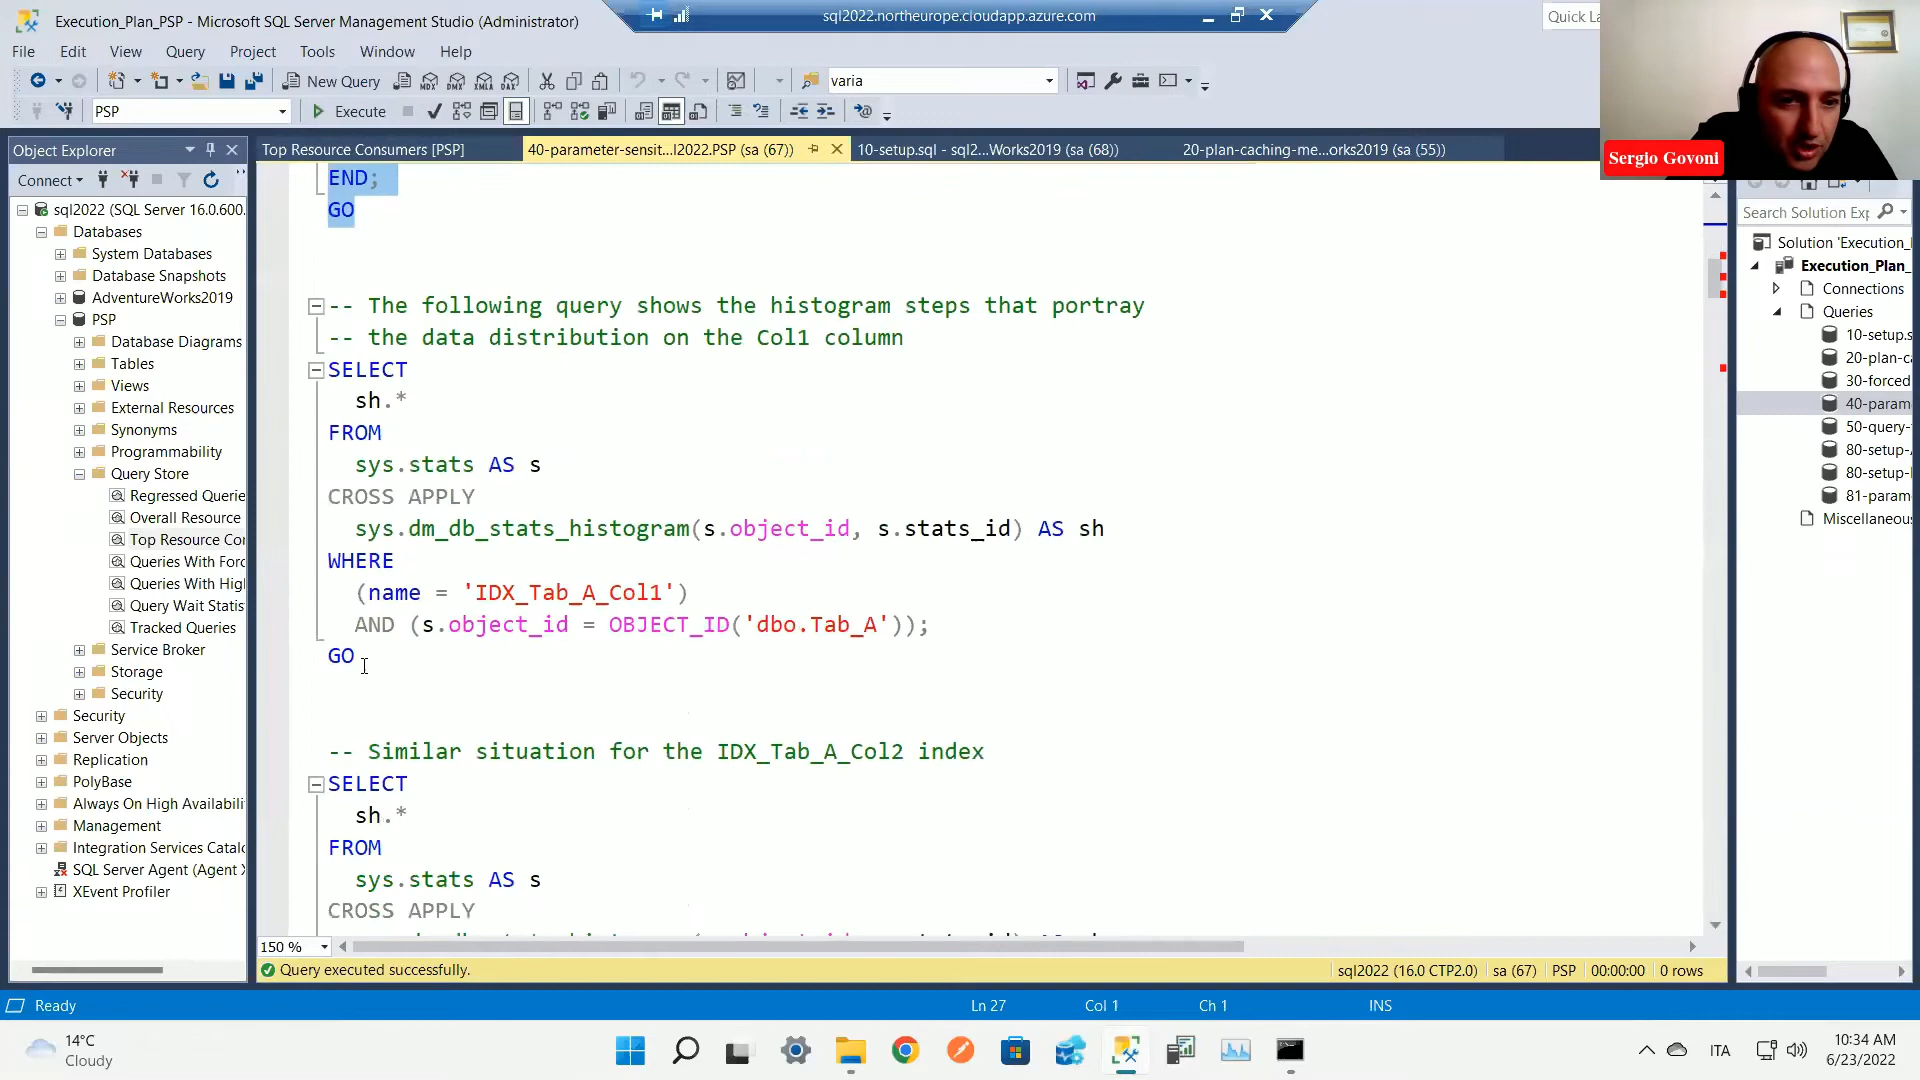 Execution_Plan_PSP - Microsoft SQL Server Management Studio (Administrator)
sql2022.northeurope.cloudapp.azure.com
Quick La
File Edit View Query Project Tools Window Help
New Query
MDX DMX XMLA DAX
varia
PSP
Execute
Sergio Govoni
Object Explorer
Top Resource Consumers [PSP]
40-parameter-sensit...l2022.PSP (sa (67))
10-setup.sql - sql2...Works2019 (sa (68))
20-plan-caching-me...orks2019 (sa (55))
Connect
sql2022 (SQL Server 16.0.600.
Databases
System Databases
Database Snapshots
AdventureWorks2019
PSP
Database Diagrams
Tables
Views
External Resources
Synonyms
Programmability
Query Store
Regressed Querie
Overall Resource
Top Resource Cor
Queries With Forc
Queries With High
Query Wait Statis
Tracked Queries
Service Broker
Storage
Security
Security
Server Objects
Replication
PolyBase
Always On High Availabili
Management
Integration Services Catalo
SQL Server Agent (Agent X
XEvent Profiler
END;
GO
-- The following query shows the histogram steps that portray
-- the data distribution on the Col1 column
SELECT
sh.*
FROM
sys.stats AS s
CROSS APPLY
sys.dm_db_stats_histogram(s.object_id, s.stats_id) AS sh
WHERE
(name = 'IDX_Tab_A_Col1')
AND (s.object_id = OBJECT_ID('dbo.Tab_A'));
GO
-- Similar situation for the IDX_Tab_A_Col2 index
SELECT
sh.*
FROM
sys.stats AS s
CROSS APPLY
Search Solution Exp
Solution 'Execution_
Execution_Plan_
Connections
Queries
10-setup.s
20-plan-ca
30-forced
40-param
50-query-
80-setup-
80-setup-
81-param
Miscellaneou
150 %
Query executed successfully.
sql2022 (16.0 CTP2.0) sa (67) PSP 00:00:00 0 rows
Ready
Ln 27 Col 1 Ch 1 INS
14°C
Cloudy
ITA
10:34 AM
6/23/2022